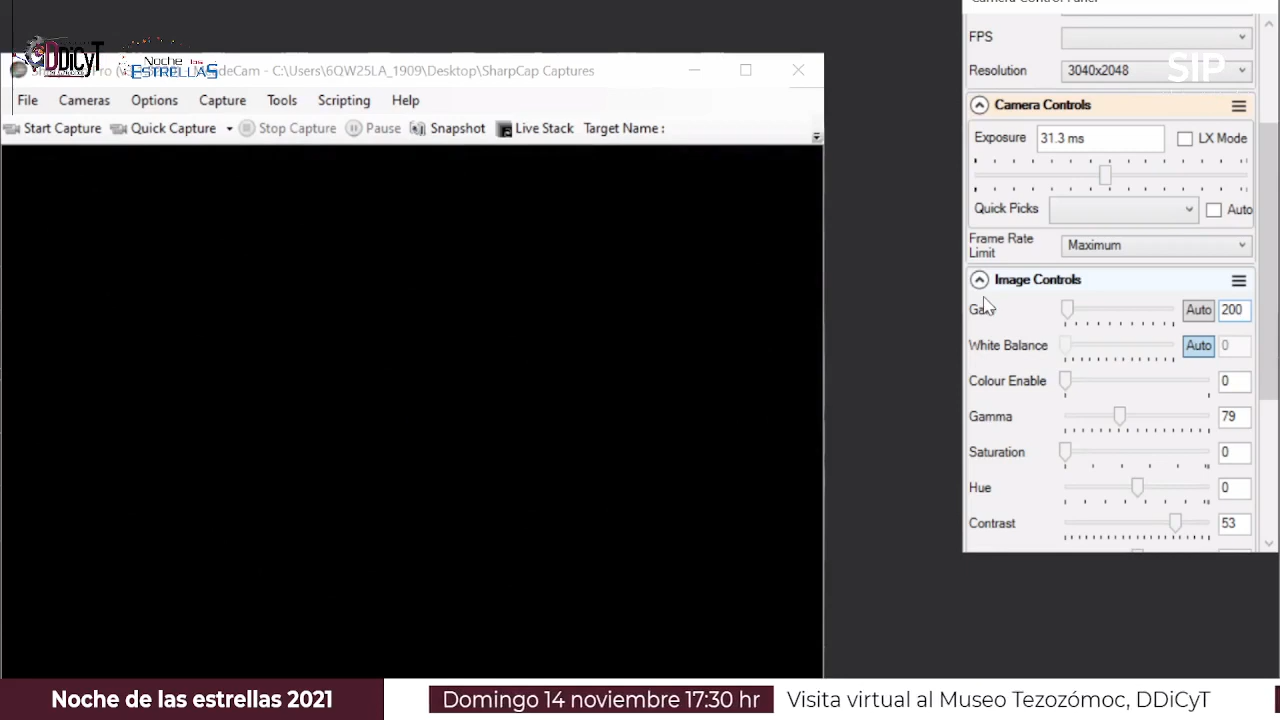 DDiCyT
Noche las
ESTRELLAS
deCam - C:\Users\6QW25LA_1909\Desktop\SharpCap Captures
File Cameras Options Capture Tools Scripting Help
Start Capture Quick Capture Stop Capture Pause Snapshot Live Stack Target Name :
FPS
Resolution 3040x2048
SIP
Camera Controls
Exposure 31.3 ms LX Mode
Quick Picks Auto
Frame Rate Limit Maximum
Image Controls
Auto 200
White Balance Auto 0
Colour Enable 0
Gamma 79
Saturation 0
Hue 0
Contrast 53
Noche de las estrellas 2021 Domingo 14 noviembre 17:30 hr Visita virtual al Museo Tezozómoc, DDiCyT